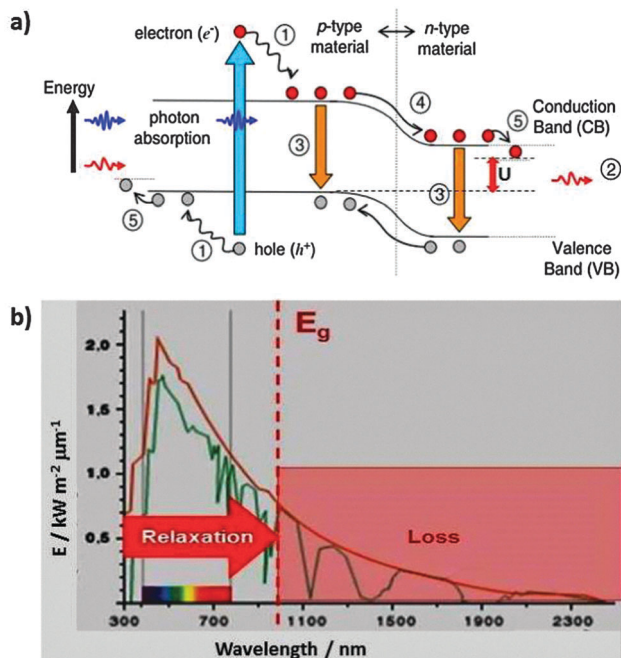 a)
electron (e⁻)
①
p-type
material
n-type
material
Energy
photon
absorption
④
⑤
Conduction
Band (CB)
③
③
U
②
⑤
①
hole (h⁺)
Valence
Band (VB)
b)
E / kW m⁻² μm⁻¹
2.0
1.5
1.0
0.5
Eg
Relaxation
Loss
300
700
1100
1500
1900
2300
Wavelength / nm